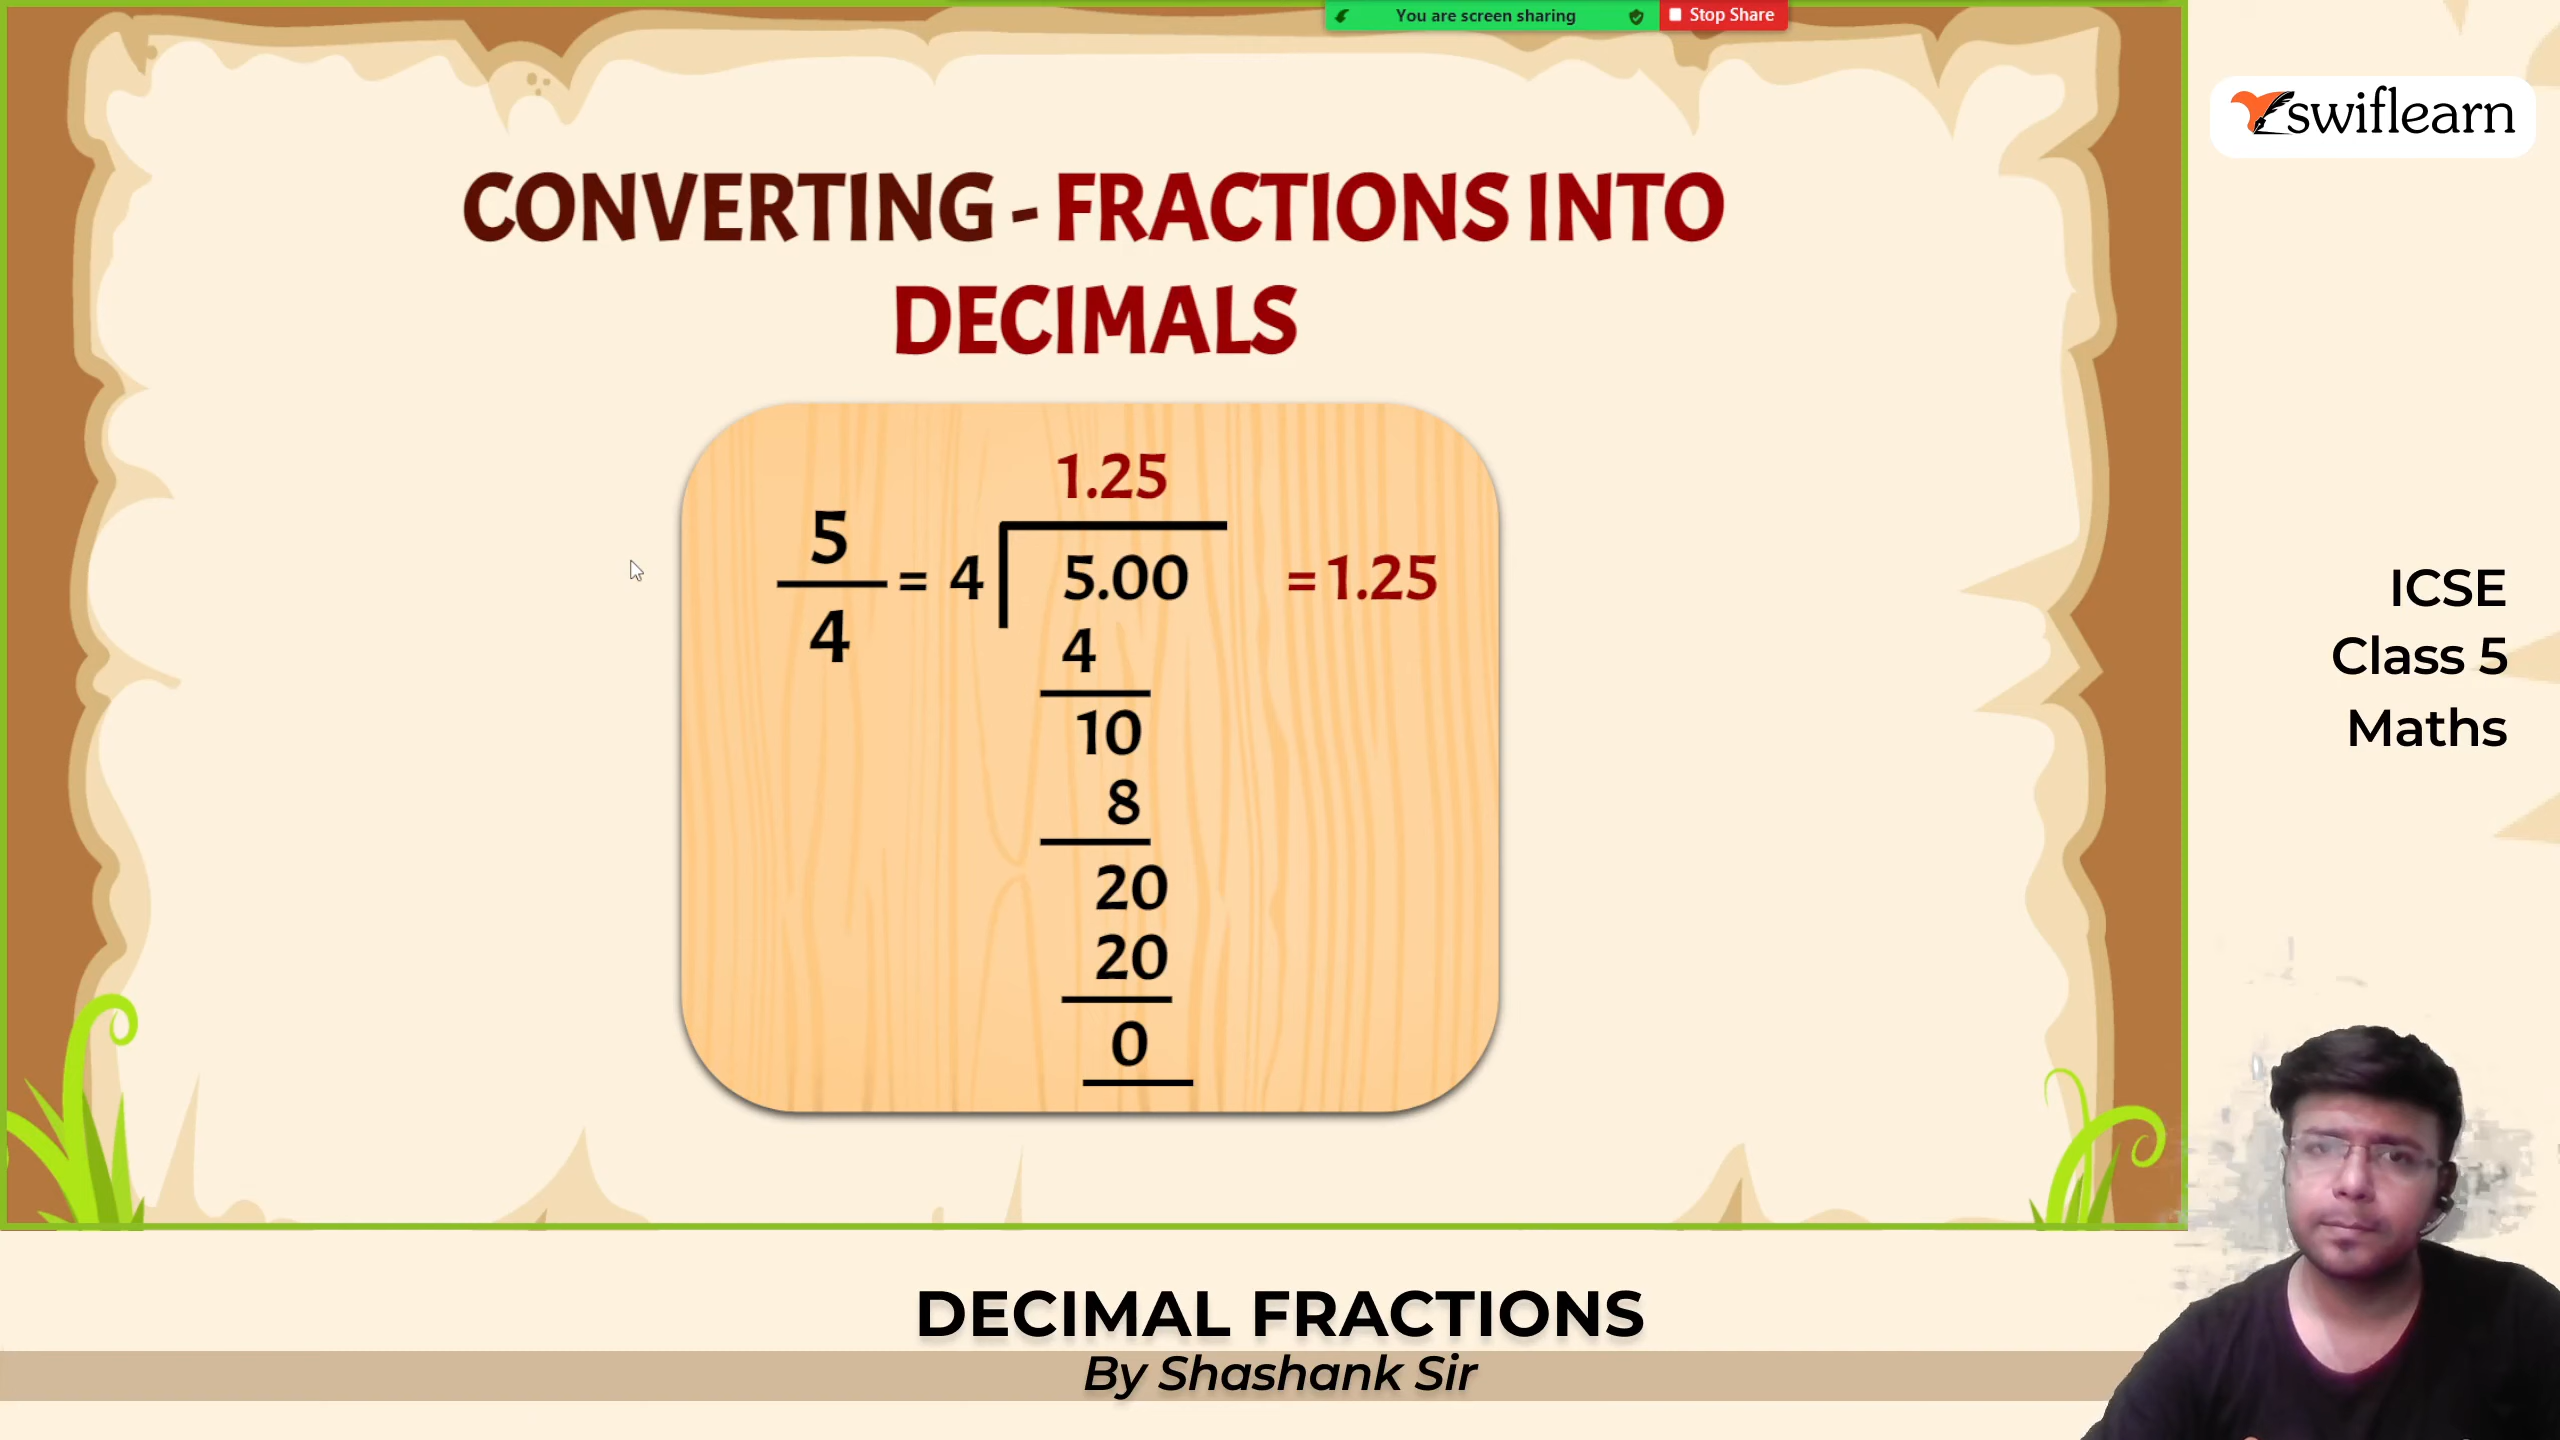 You are screen sharing
Stop Share
swiflearn
CONVERTING - FRACTIONS INTO
DECIMALS
1.25
5
4
= 4
5.00
= 1.25
4
10
8
20
20
0
ICSE
Class 5
Maths
DECIMAL FRACTIONS
By Shashank Sir